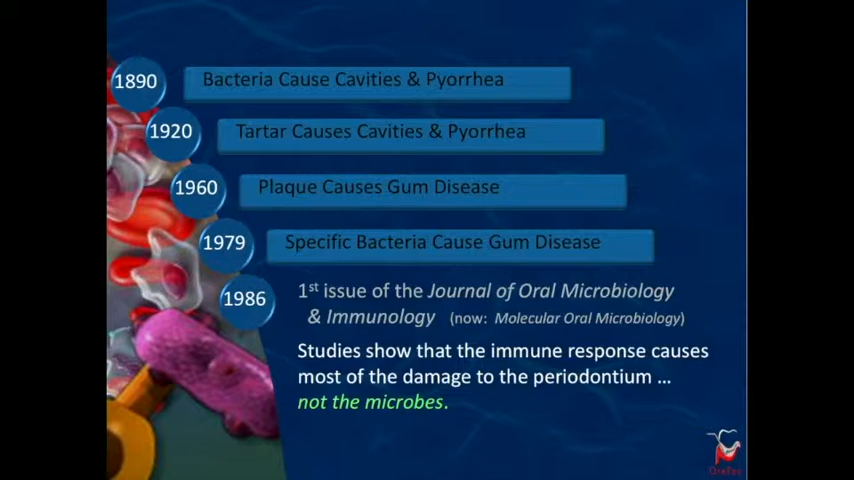 1890 Bacteria Cause Cavities & Pyorrhea
1920 Tartar Causes Cavities & Pyorrhea
1960 Plaque Causes Gum Disease
1979 Specific Bacteria Cause Gum Disease
1986 1st issue of the Journal of Oral Microbiology
& Immunology (now: Molecular Oral Microbiology)
Studies show that the immune response causes
most of the damage to the periodontium ...
not the microbes.